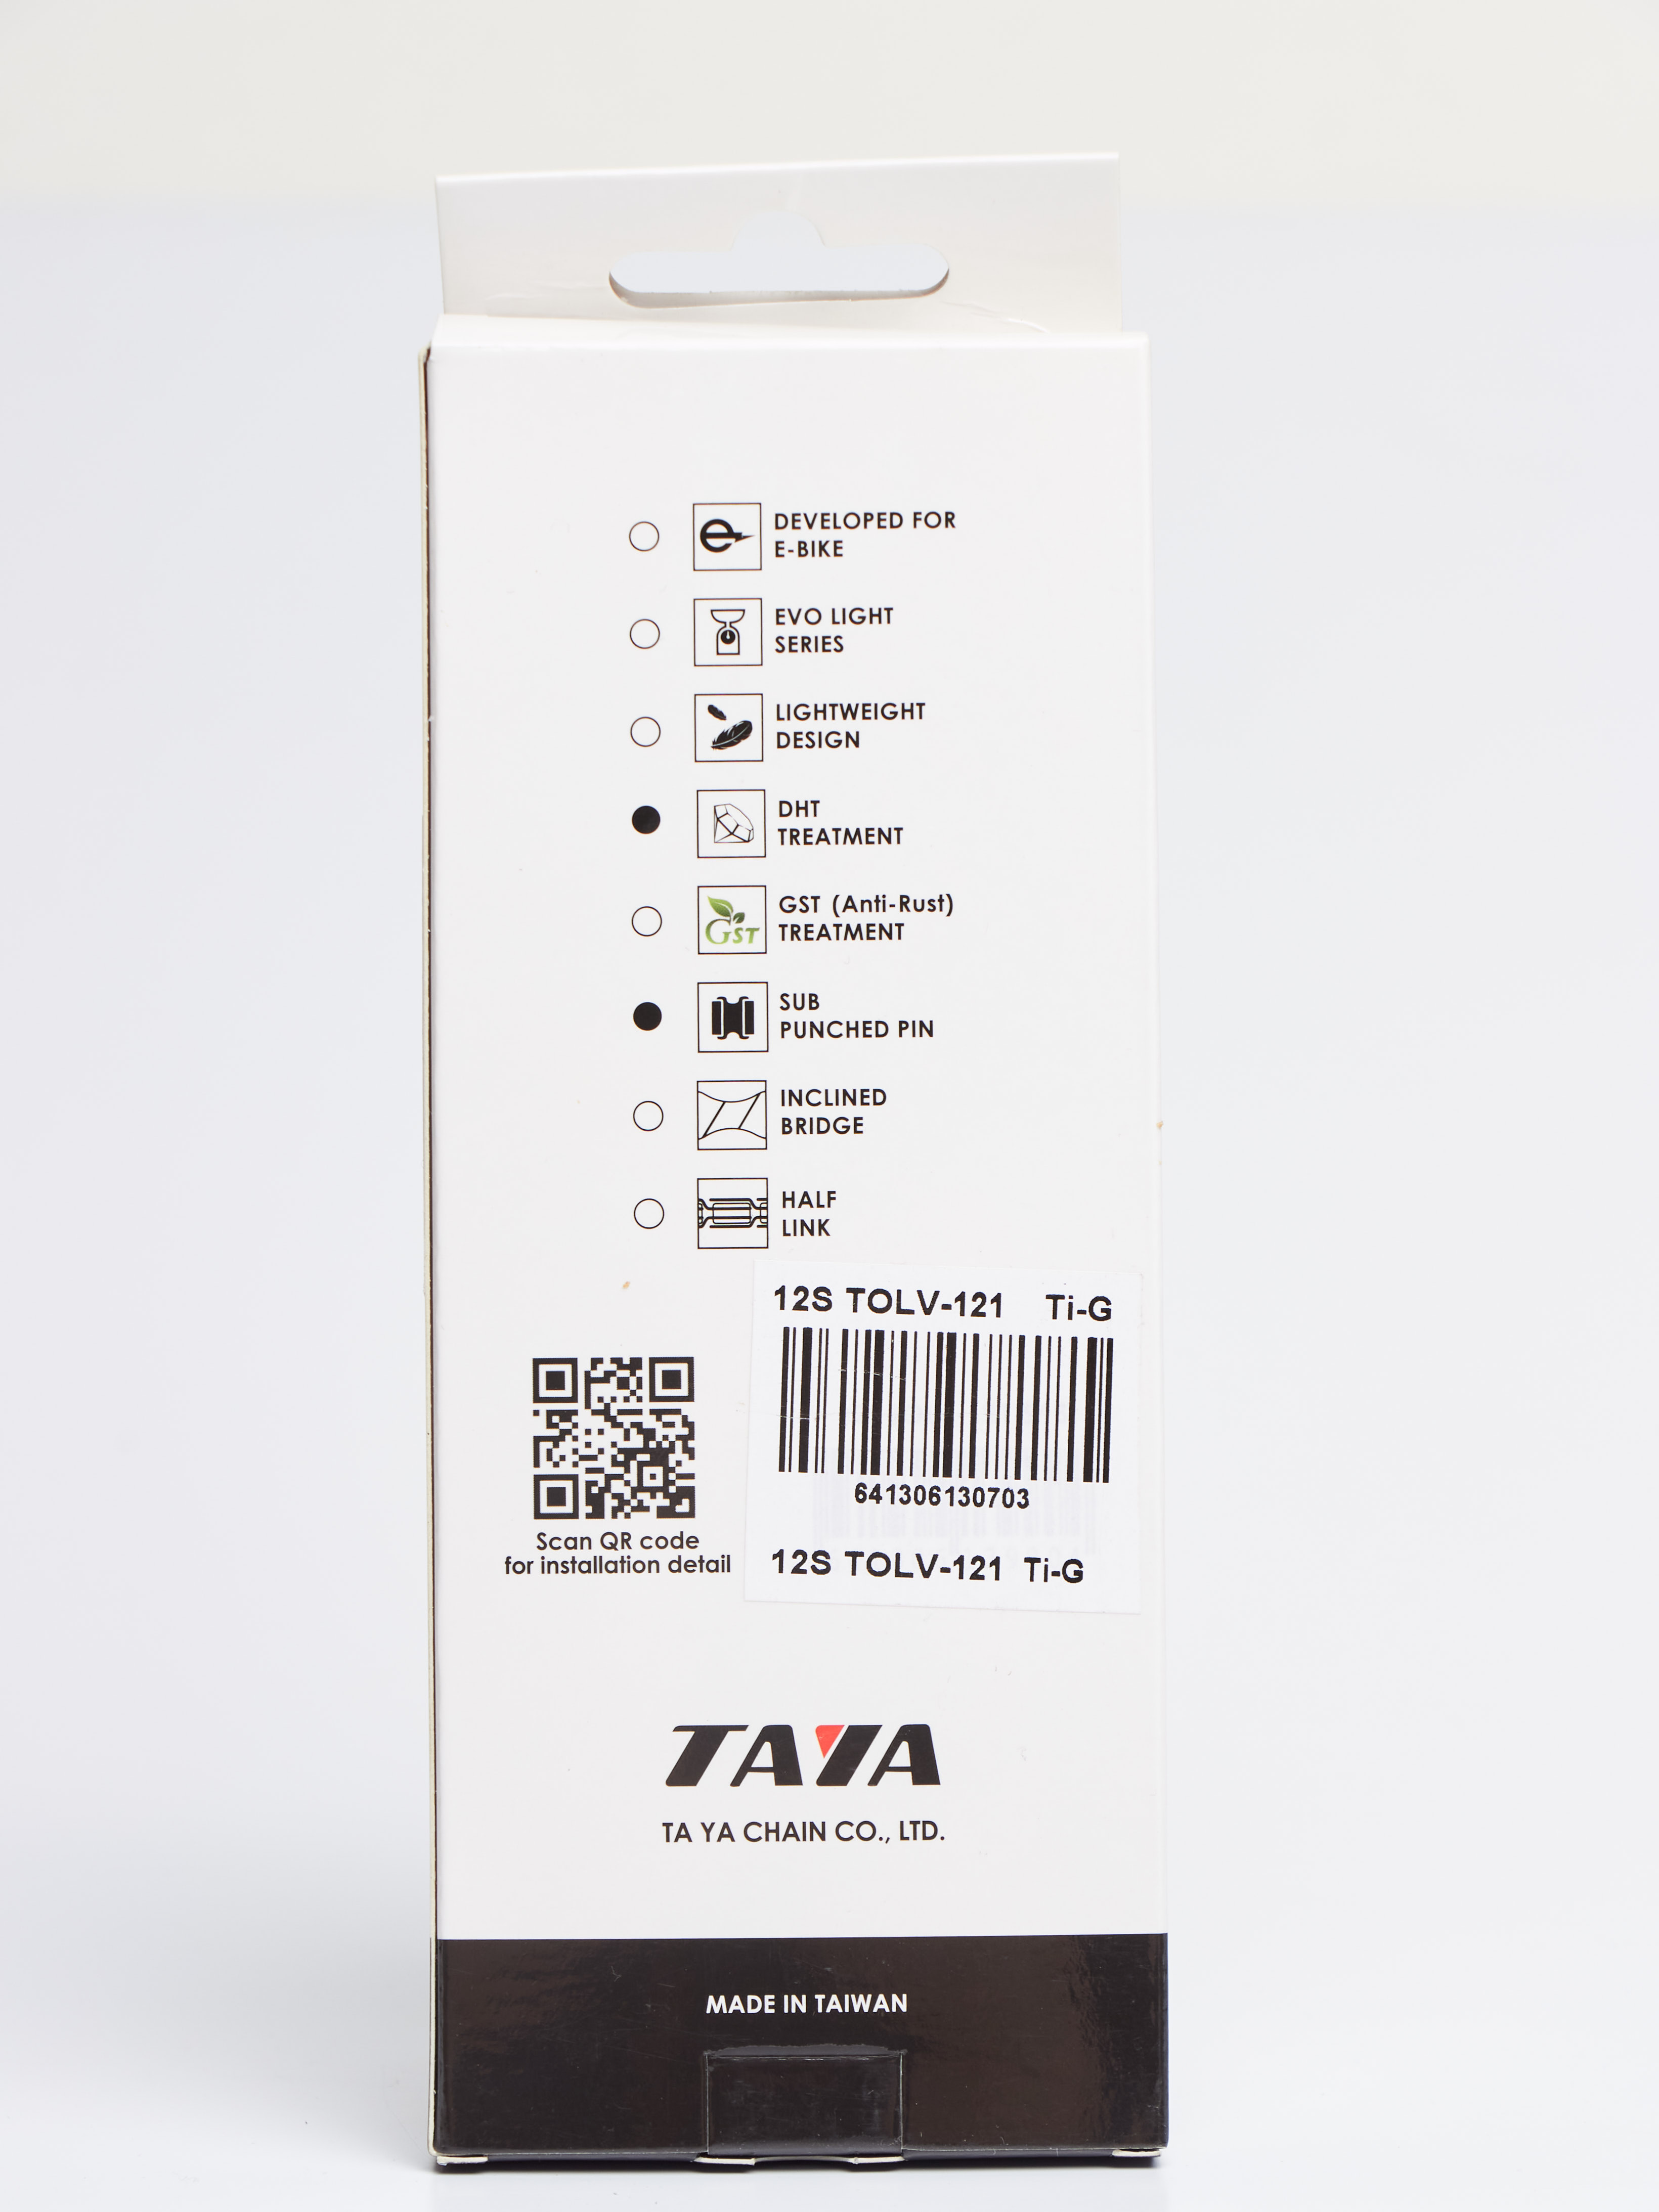 DEVELOPED FOR
E-BIKE
EVO LIGHT
SERIES
LIGHTWEIGHT
DESIGN
DHT
TREATMENT
GST
GST (Anti-Rust)
TREATMENT
SUB
PUNCHED PIN
INCLINED
BRIDGE
HALF
LINK
12S TOLV-121 Ti-G
641306130703
12S TOLV-121 Ti-G
Scan QR code
for installation detail
TAYA
TA YA CHAIN CO., LTD.
MADE IN TAIWAN